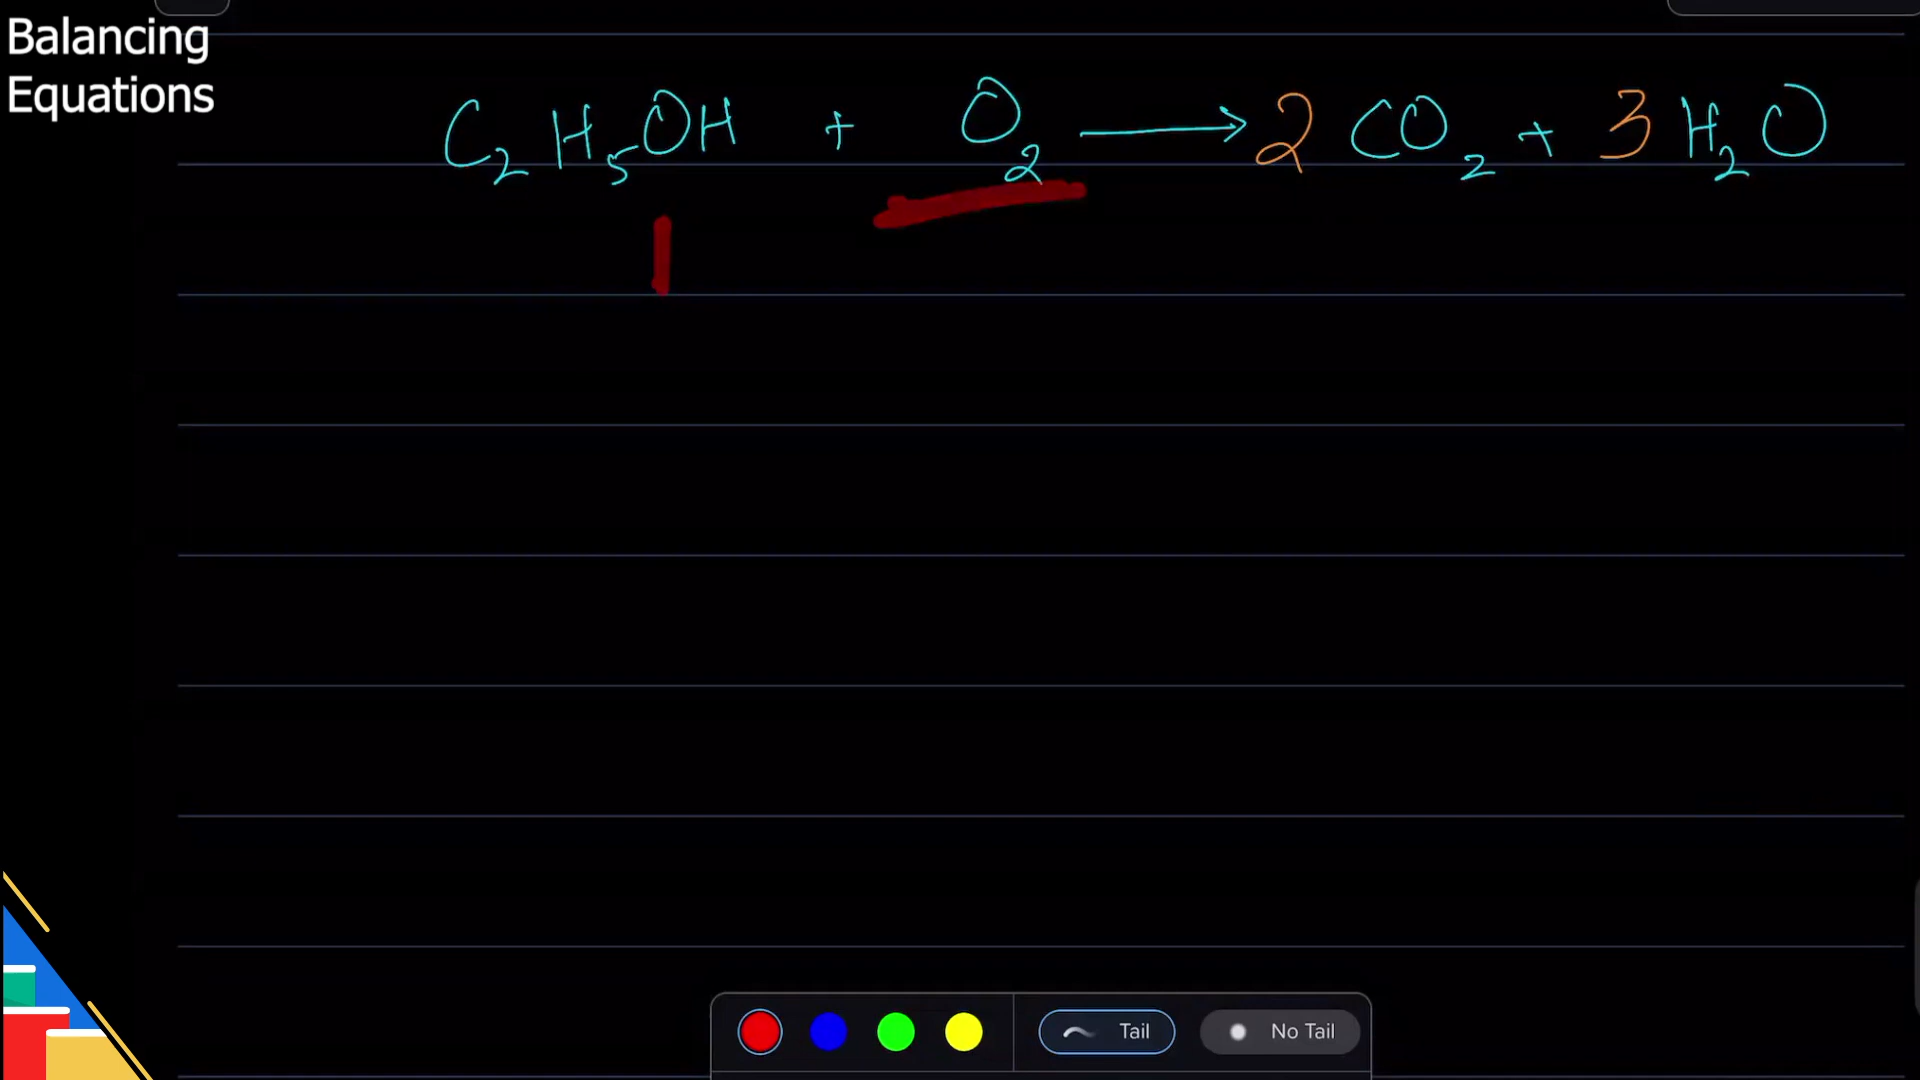 Balancing
Equations
C₂H₅OH + O₂ ⟶ 2 CO₂ + 3 H₂O
Tail
No Tail